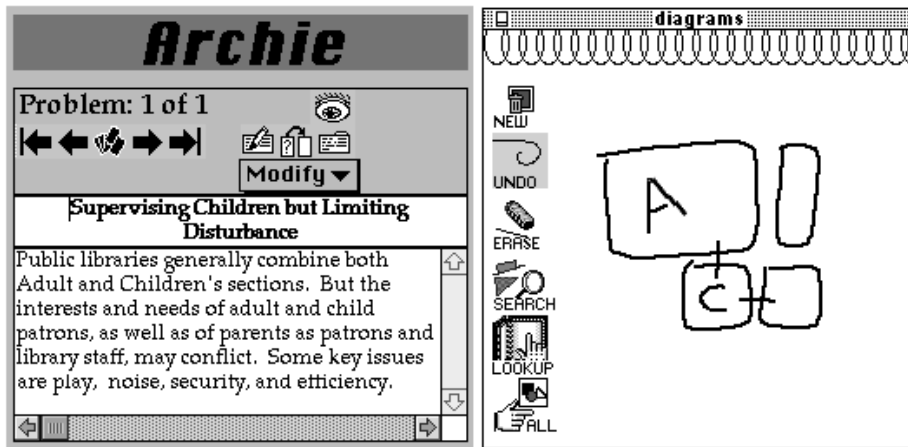 Archie
Problem: 1 of 1
Modify
Supervising Children but Limiting
Disturbance
Public libraries generally combine both
Adult and Children's sections.  But the
interests and needs of adult and child
patrons, as well as of parents as patrons and
library staff, may conflict.  Some key issues
are play,  noise, security, and efficiency.
diagrams
NEW
UNDO
ERASE
SEARCH
LOOKUP
ALL
A
C